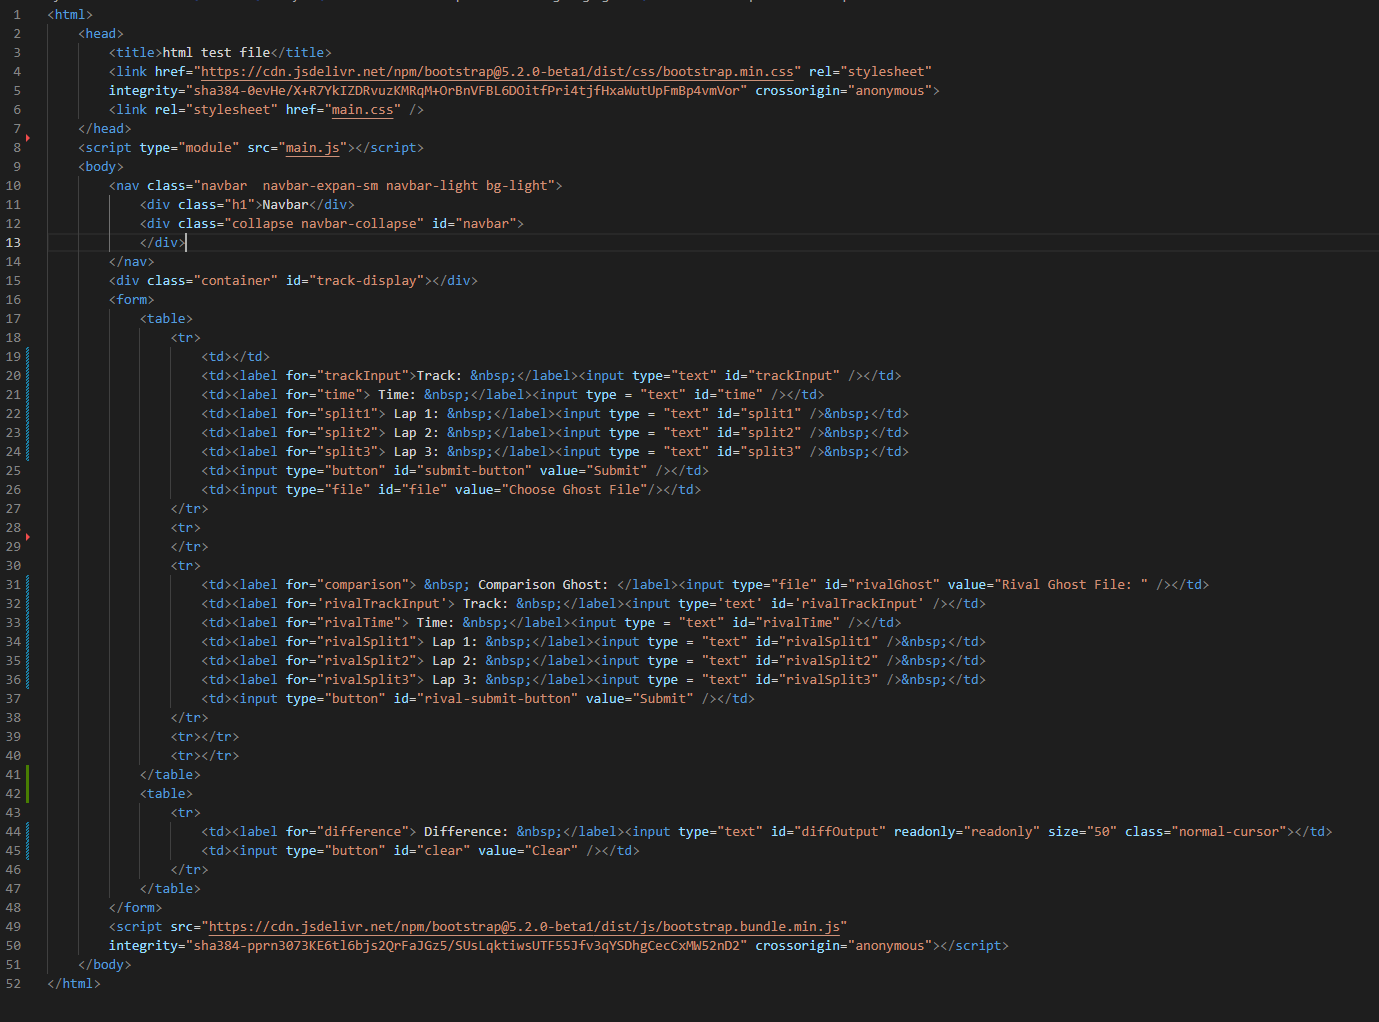 1 <html>
2 <head>
3 <title>html test file</title>
4 <link href="https://cdn.jsdelivr.net/npm/bootstrap@5.2.0-beta1/dist/css/bootstrap.min.css" rel="stylesheet"
5 integrity="sha384-0evHe/X+R7YkIZDRvuzKMRqM+OrBnVFBL6DOitfPri4tjfHxaWutUpFmBp4vmVor" crossorigin="anonymous">
6 <link rel="stylesheet" href="main.css" />
7 </head>
8 <script type="module" src="main.js"></script>
9 <body>
10 <nav class="navbar  navbar-expan-sm navbar-light bg-light">
11 <div class="h1">Navbar</div>
12 <div class="collapse navbar-collapse" id="navbar">
13 </div>
14 </nav>
15 <div class="container" id="track-display"></div>
16 <form>
17 <table>
18 <tr>
19 <td></td>
20 <td><label for="trackInput">Track: &nbsp;</label><input type="text" id="trackInput" /></td>
21 <td><label for="time"> Time: &nbsp;</label><input type = "text" id="time" /></td>
22 <td><label for="split1"> Lap 1: &nbsp;</label><input type = "text" id="split1" />&nbsp;</td>
23 <td><label for="split2"> Lap 2: &nbsp;</label><input type = "text" id="split2" />&nbsp;</td>
24 <td><label for="split3"> Lap 3: &nbsp;</label><input type = "text" id="split3" />&nbsp;</td>
25 <td><input type="button" id="submit-button" value="Submit" /></td>
26 <td><input type="file" id="file" value="Choose Ghost File"/></td>
27 </tr>
28 <tr>
29 </tr>
30 <tr>
31 <td><label for="comparison"> &nbsp; Comparison Ghost: </label><input type="file" id="rivalGhost" value="Rival Ghost File: " /></td>
32 <td><label for='rivalTrackInput'> Track: &nbsp;</label><input type='text' id='rivalTrackInput' /></td>
33 <td><label for="rivalTime"> Time: &nbsp;</label><input type = "text" id="rivalTime" /></td>
34 <td><label for="rivalSplit1"> Lap 1: &nbsp;</label><input type = "text" id="rivalSplit1" />&nbsp;</td>
35 <td><label for="rivalSplit2"> Lap 2: &nbsp;</label><input type = "text" id="rivalSplit2" />&nbsp;</td>
36 <td><label for="rivalSplit3"> Lap 3: &nbsp;</label><input type = "text" id="rivalSplit3" />&nbsp;</td>
37 <td><input type="button" id="rival-submit-button" value="Submit" /></td>
38 </tr>
39 <tr></tr>
40 <tr></tr>
41 </table>
42 <table>
43 <tr>
44 <td><label for="difference"> Difference: &nbsp;</label><input type="text" id="diffOutput" readonly="readonly" size="50" class="normal-cursor"></td>
45 <td><input type="button" id="clear" value="Clear" /></td>
46 </tr>
47 </table>
48 </form>
49 <script src="https://cdn.jsdelivr.net/npm/bootstrap@5.2.0-beta1/dist/js/bootstrap.bundle.min.js"
50 integrity="sha384-pprn3073KE6tl6bjs2QrFaJGz5/SUsLqktiwsUTF55Jfv3qYSDhgCecCxMW52nD2" crossorigin="anonymous"></script>
51 </body>
52 </html>